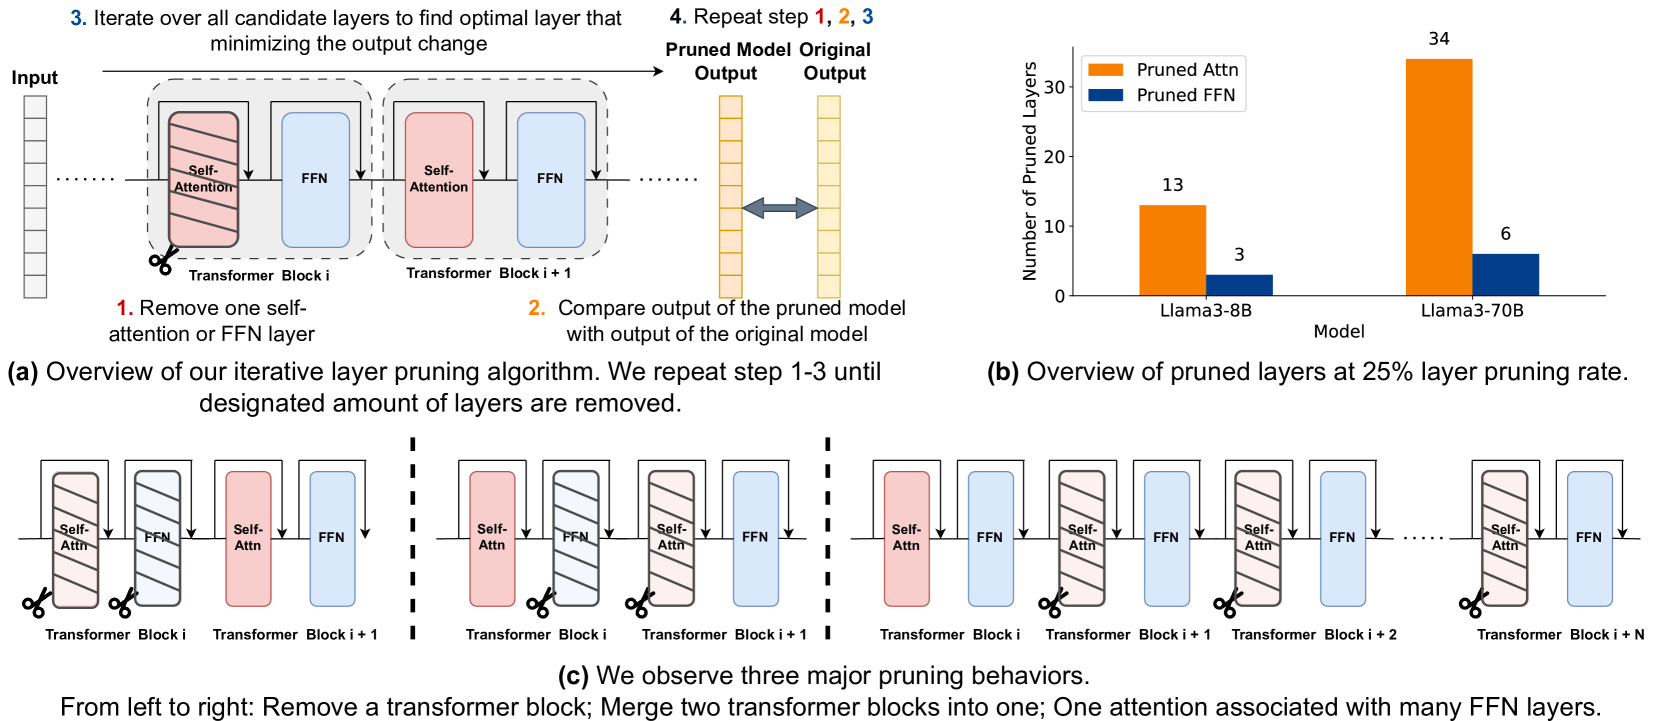 3. Iterate over all candidate layers to find optimal layer that
minimizing the output change
4. Repeat step 1, 2, 3
Input
Pruned Model
Output
Original
Output
Self-
Attention
FFN
Self-
Attention
FFN
Transformer Block i
Transformer Block i + 1
1. Remove one self-
attention or FFN layer
2. Compare output of the pruned model
with output of the original model
(a) Overview of our iterative layer pruning algorithm. We repeat step 1-3 until
designated amount of layers are removed.
Number of Pruned Layers
30
20
10
0
Pruned Attn
Pruned FFN
13
3
34
6
Llama3-8B
Llama3-70B
Model
(b) Overview of pruned layers at 25% layer pruning rate.
Self-
Attn
FFN
Self-
Attn
FFN
Transformer Block i
Transformer Block i + 1
Self-
Attn
FFN
Self-
Attn
FFN
Transformer Block i
Transformer Block i + 1
Self-
Attn
FFN
Self-
Attn
FFN
Self-
Attn
FFN
Self-
Attn
FFN
Transformer Block i
Transformer Block i + 1
Transformer Block i + 2
Transformer Block i + N
(c) We observe three major pruning behaviors.
From left to right: Remove a transformer block; Merge two transformer blocks into one; One attention associated with many FFN layers.